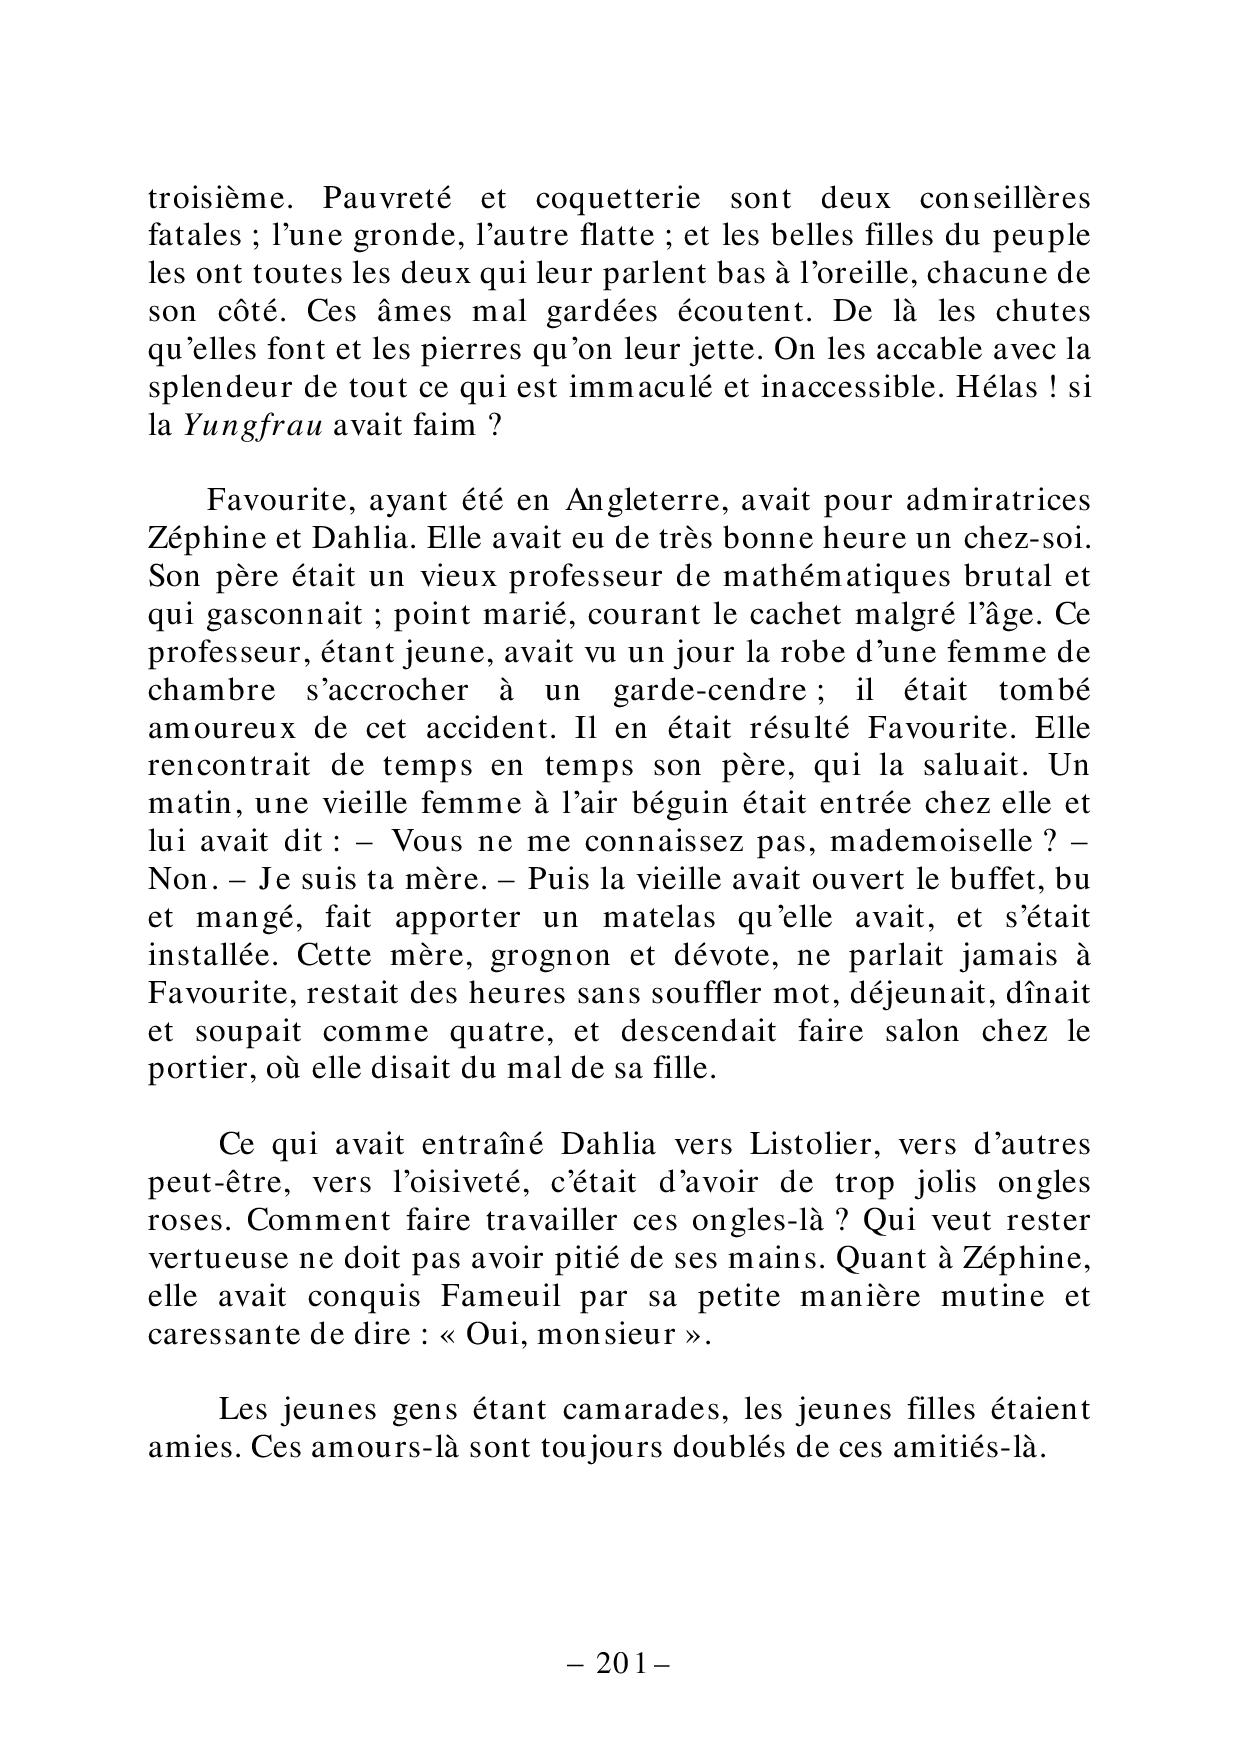 troisième. Pauvreté et coquetterie sont deux conseillères
fatales ; l’une gronde, l’autre flatte ; et les belles filles du peuple
les ont toutes les deux qui leur parlent bas à l’oreille, chacune de
son côté. Ces âmes mal gardées écoutent. De là les chutes
qu’elles font et les pierres qu’on leur jette. On les accable avec la
splendeur de tout ce qui est immaculé et inaccessible. Hélas ! si
la Yungfrau avait faim ?
Favourite, ayant été en Angleterre, avait pour admiratrices
Zéphine et Dahlia. Elle avait eu de très bonne heure un chez-soi.
Son père était un vieux professeur de mathématiques brutal et
qui gasconnait ; point marié, courant le cachet malgré l’âge. Ce
professeur, étant jeune, avait vu un jour la robe d’une femme de
chambre s’accrocher à un garde-cendre ; il était tombé
amoureux de cet accident. Il en était résulté Favourite. Elle
rencontrait de temps en temps son père, qui la saluait. Un
matin, une vieille femme à l’air béguin était entrée chez elle et
lui avait dit : – Vous ne me connaissez pas, mademoiselle ? –
Non. – Je suis ta mère. – Puis la vieille avait ouvert le buffet, bu
et mangé, fait apporter un matelas qu’elle avait, et s’était
installée. Cette mère, grognon et dévote, ne parlait jamais à
Favourite, restait des heures sans souffler mot, déjeunait, dînait
et soupait comme quatre, et descendait faire salon chez le
portier, où elle disait du mal de sa fille.
Ce qui avait entraîné Dahlia vers Listolier, vers d’autres
peut-être, vers l’oisiveté, c’était d’avoir de trop jolis ongles
roses. Comment faire travailler ces ongles-là ? Qui veut rester
vertueuse ne doit pas avoir pitié de ses mains. Quant à Zéphine,
elle avait conquis Fameuil par sa petite manière mutine et
caressante de dire : « Oui, monsieur ».
Les jeunes gens étant camarades, les jeunes filles étaient
amies. Ces amours-là sont toujours doublés de ces amitiés-là.
– 201 –